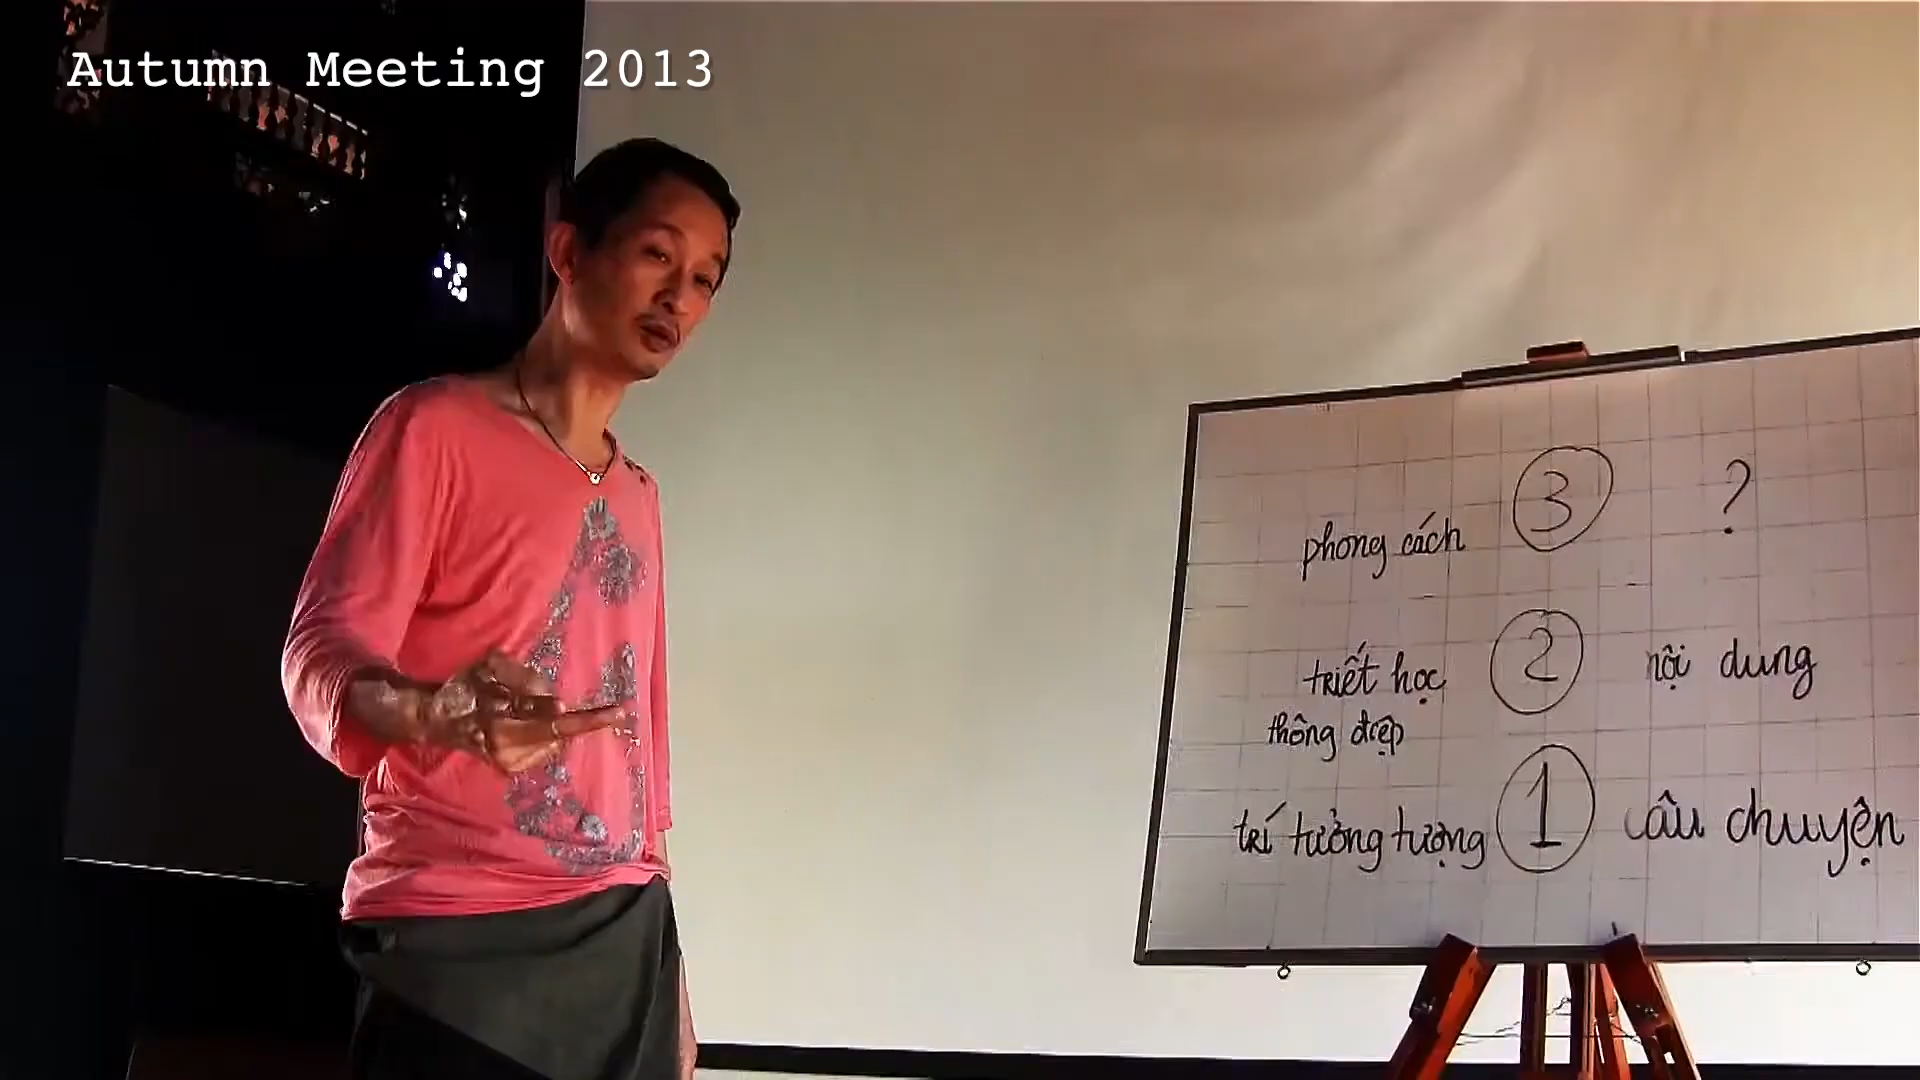 Autumn Meeting 2013
phong cách 3 ?
triết học 2 nội dung
thông điệp
trí tưởng tượng 1 câu chuyện